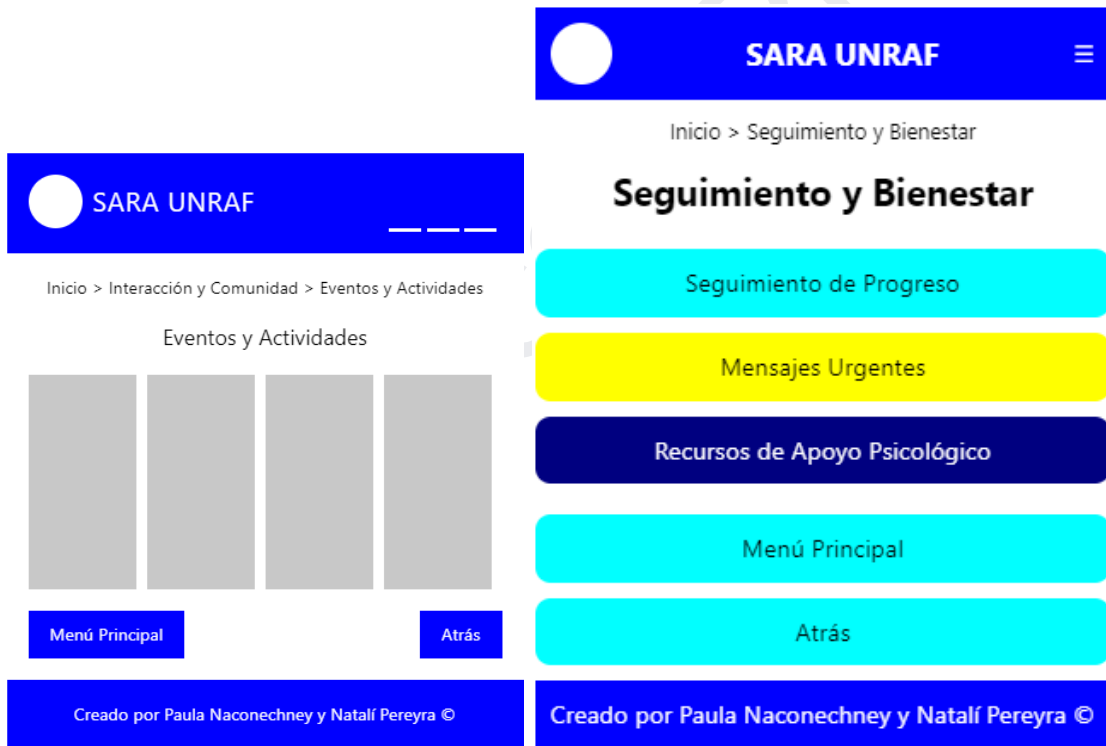 SARA UNRAF
Inicio > Interacción y Comunidad > Eventos y Actividades
Eventos y Actividades
Menú Principal
Atrás
Creado por Paula Naconechney y Natalí Pereyra ©
SARA UNRAF
Inicio > Seguimiento y Bienestar
Seguimiento y Bienestar
Seguimiento de Progreso
Mensajes Urgentes
Recursos de Apoyo Psicológico
Menú Principal
Atrás
Creado por Paula Naconechney y Natalí Pereyra ©